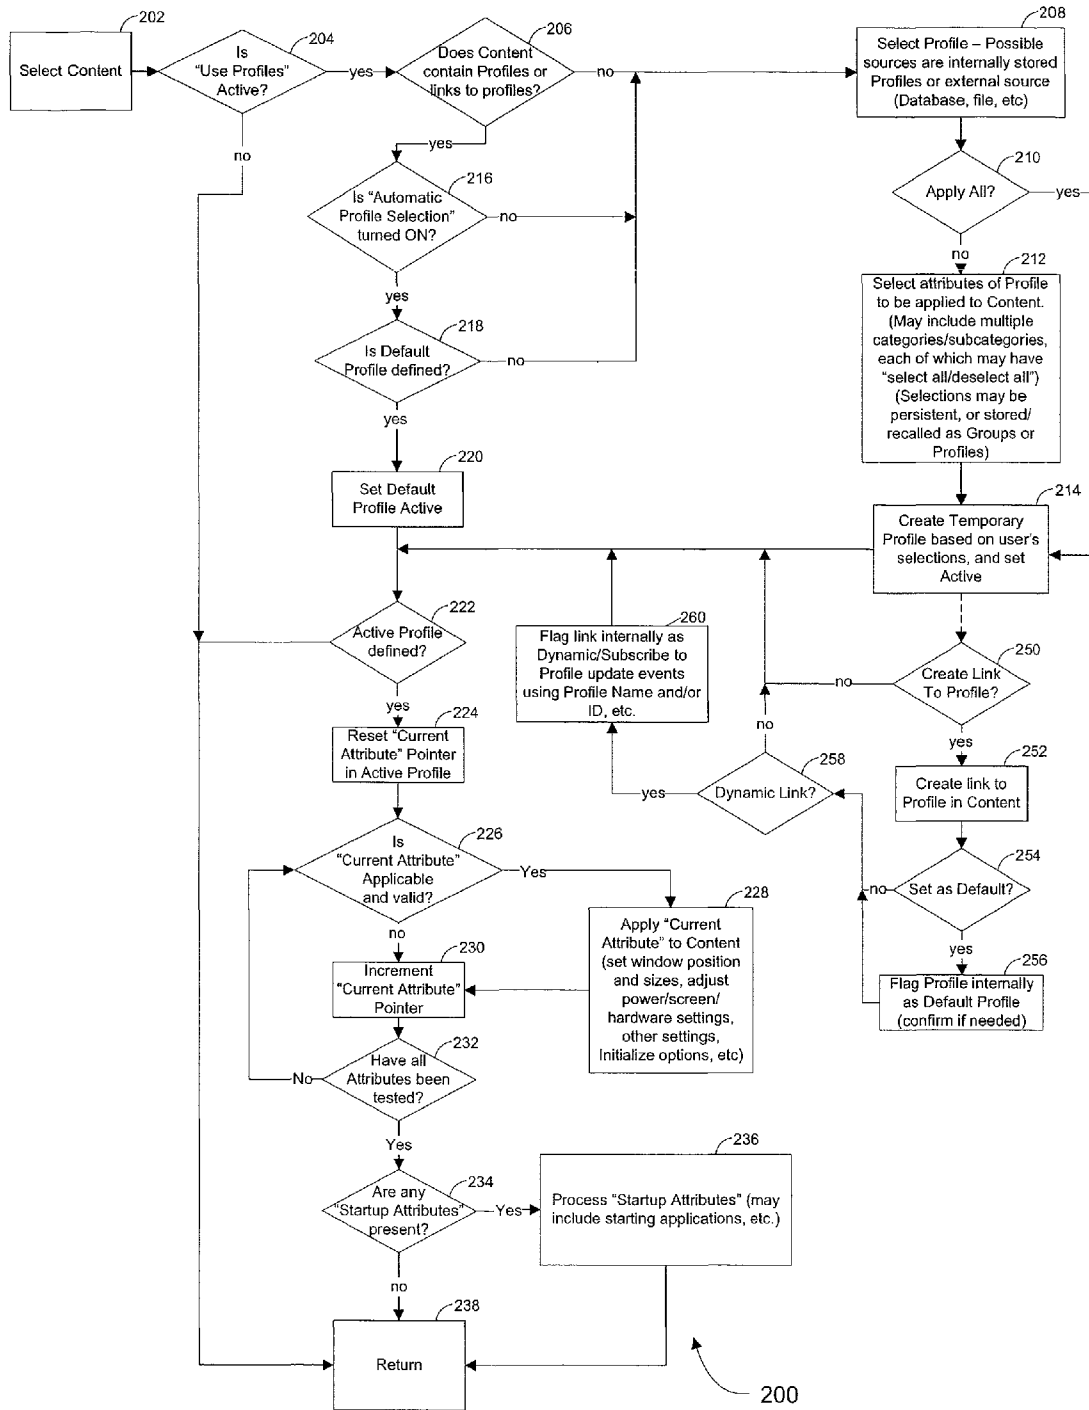 202
Select Content
204
Is
“Use Profiles”
Active?
yes
no
206
Does Content
contain Profiles or
links to profiles?
no
yes
208
Select Profile – Possible
sources are internally stored
Profiles or external source
(Database, file, etc)
210
Apply All?
yes
no
212
Select attributes of Profile
to be applied to Content.
(May include multiple
categories/subcategories,
each of which may have
“select all/deselect all”)
(Selections may be
persistent, or stored/
recalled as Groups or
Profiles)
214
Create Temporary
Profile based on user's
selections, and set
Active
216
Is “Automatic
Profile Selection”
turned ON?
no
yes
218
Is Default
Profile defined?
no
yes
220
Set Default
Profile Active
222
Active Profile
defined?
yes
224
Reset “Current
Attribute” Pointer
in Active Profile
226
Is
“Current Attribute”
Applicable
and valid?
Yes
no
228
Apply “Current
Attribute” to Content
(set window position
and sizes, adjust
power/screen/
hardware settings,
other settings,
Initialize options, etc)
230
Increment
“Current Attribute”
Pointer
232
Have all
Attributes been
tested?
No
Yes
234
Are any
“Startup Attributes”
present?
Yes
no
236
Process “Startup Attributes” (may
include starting applications, etc.)
238
Return
250
Create Link
To Profile?
no
yes
252
Create link to
Profile in Content
254
Set as Default?
no
yes
256
Flag Profile internally
as Default Profile
(confirm if needed)
258
Dynamic Link?
no
yes
260
Flag link internally as
Dynamic/Subscribe to
Profile update events
using Profile Name and/or
ID, etc.
200